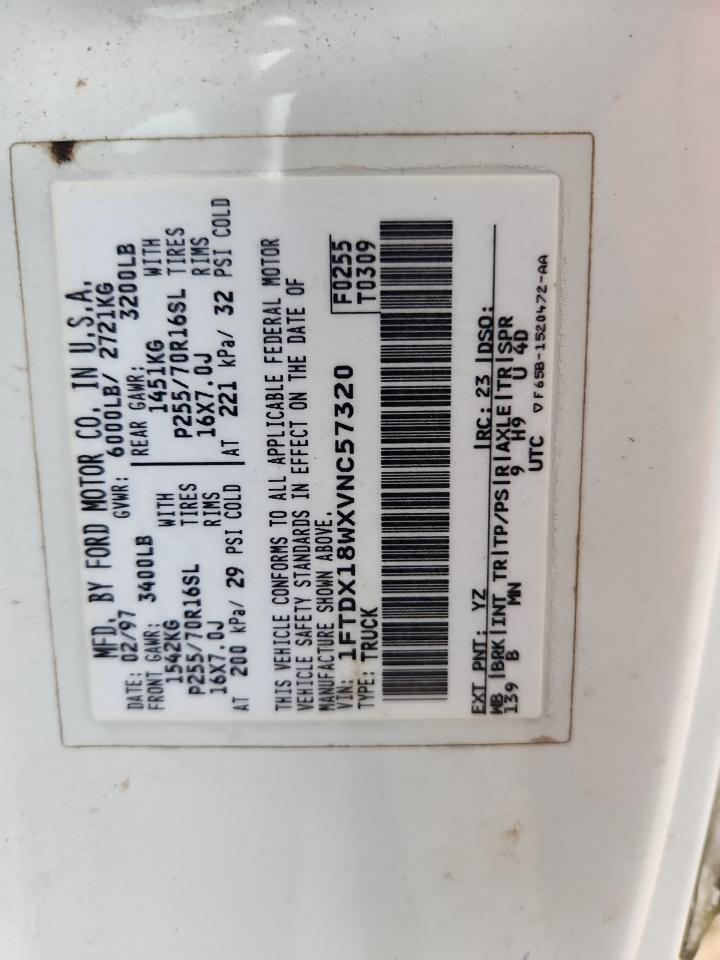 MFD. BY FORD MOTOR CO. IN U.S.A.
DATE: 02/97 GVWR: 6000LB/ 2721KG
FRONT GAWR: 3400LB REAR GAWR: 3200LB
1542KG WITH 1451KG WITH
P255/70R16SL TIRES P255/70R16SL TIRES
16X7.0J RIMS 16X7.0J RIMS
AT 200 kPa/ 29 PSI COLD AT 221 kPa/ 32 PSI COLD
THIS VEHICLE CONFORMS TO ALL APPLICABLE FEDERAL MOTOR
VEHICLE SAFETY STANDARDS IN EFFECT ON THE DATE OF
MANUFACTURE SHOWN ABOVE.
VIN: 1FTDX18WXVNC57320 F0255
TYPE: TRUCK T0309
EXT PNT: YZ RC: 23 DSO:
WB BRK INT TR TP/PS R AXLE TR SPR
139 B MN 9 H9 U 4D
UTC ▽F65B-1520472-AA